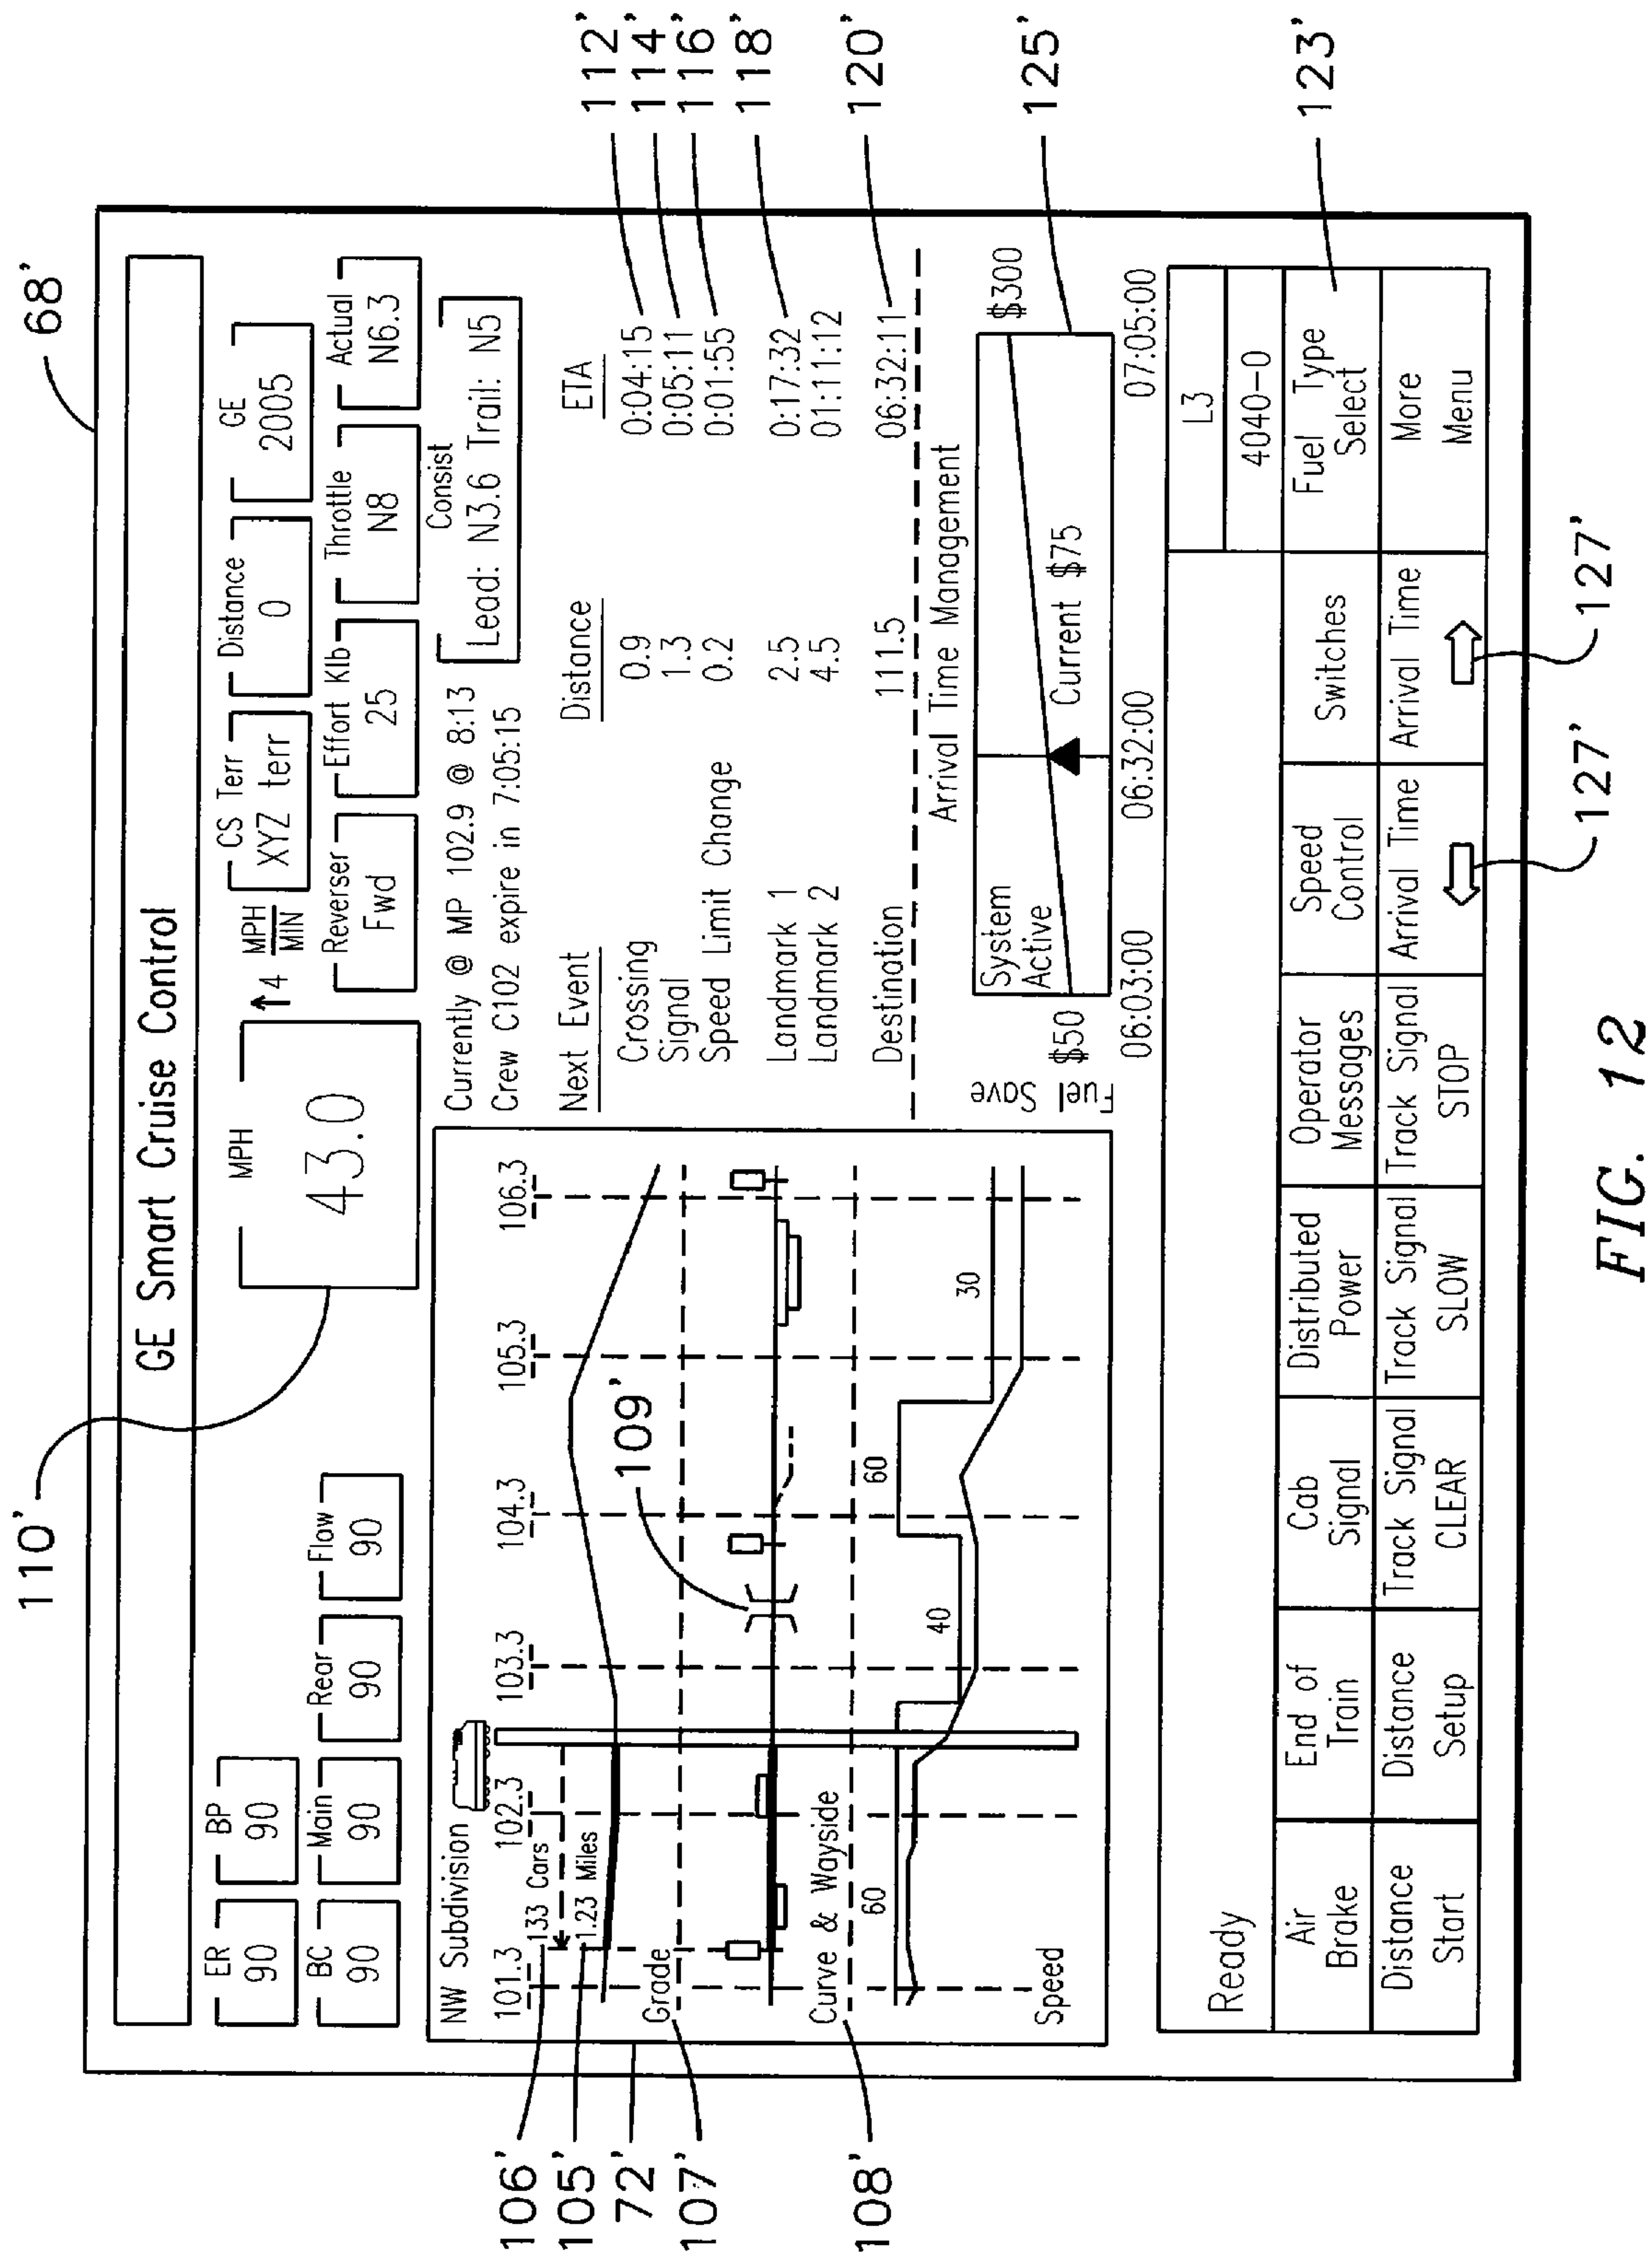 68'
110'
GE Smart Cruise Control
ER
90
BP
90
BC
90
Main
90
Rear
90
Flow
90
MPH
43.0
4 MPH
MIN
CS Terr
XYZ terr
Distance
0
GE
2005
Reverser
Fwd
Effort Klb
25
Throttle
N8
Actual
N6.3
Currently @ MP 102.9 @ 8:13
Crew C102 expire in 7:05:15
Consist
Lead: N3.6 Trail: N5
106'
105'
72'
107'
108'
NW Subdivision
101.3 102.3 103.3 104.3 105.3 106.3
133 Cars
1.23 Miles
109'
Grade
Curve & Wayside
60 40 60 30
Speed
Next Event Distance ETA
Crossing 0.9 0:04:15
Signal 1.3 0:05:11
Speed Limit Change 0.2 0:01:55
Landmark 1 2.5 0:17:32
Landmark 2 4.5 01:11:12
Destination 111.5 06:32:11
112'
114'
116'
118'
120'
Arrival Time Management
Fuel Save
$50
System
Active
Current $75
$300
06:03:00 06:32:00 07:05:00
125'
Ready
L3
4040-0
Air
Brake
End of
Train
Cab
Signal
Distributed
Power
Operator
Messages
Speed
Control
Switches
Fuel Type
Select
Distance
Start
Distance
Setup
Track Signal
CLEAR
Track Signal
SLOW
Track Signal
STOP
Arrival Time
Arrival Time
More
Menu
123'
127'
127'
FIG. 12